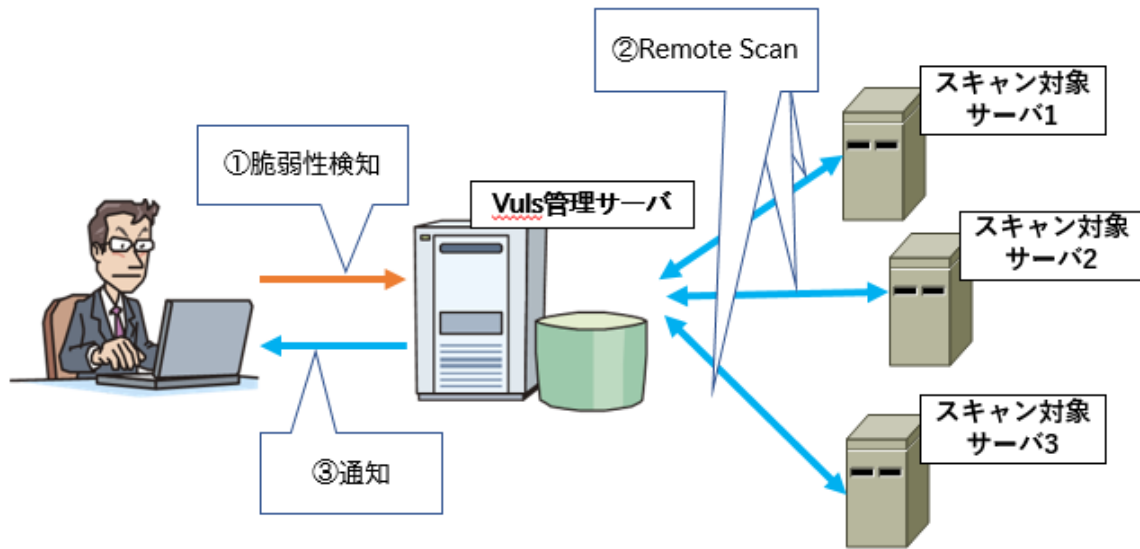 ②Remote Scan
スキャン対象
サーバ1
①脆弱性検知
Vuls管理サーバ
スキャン対象
サーバ2
③通知
スキャン対象
サーバ3